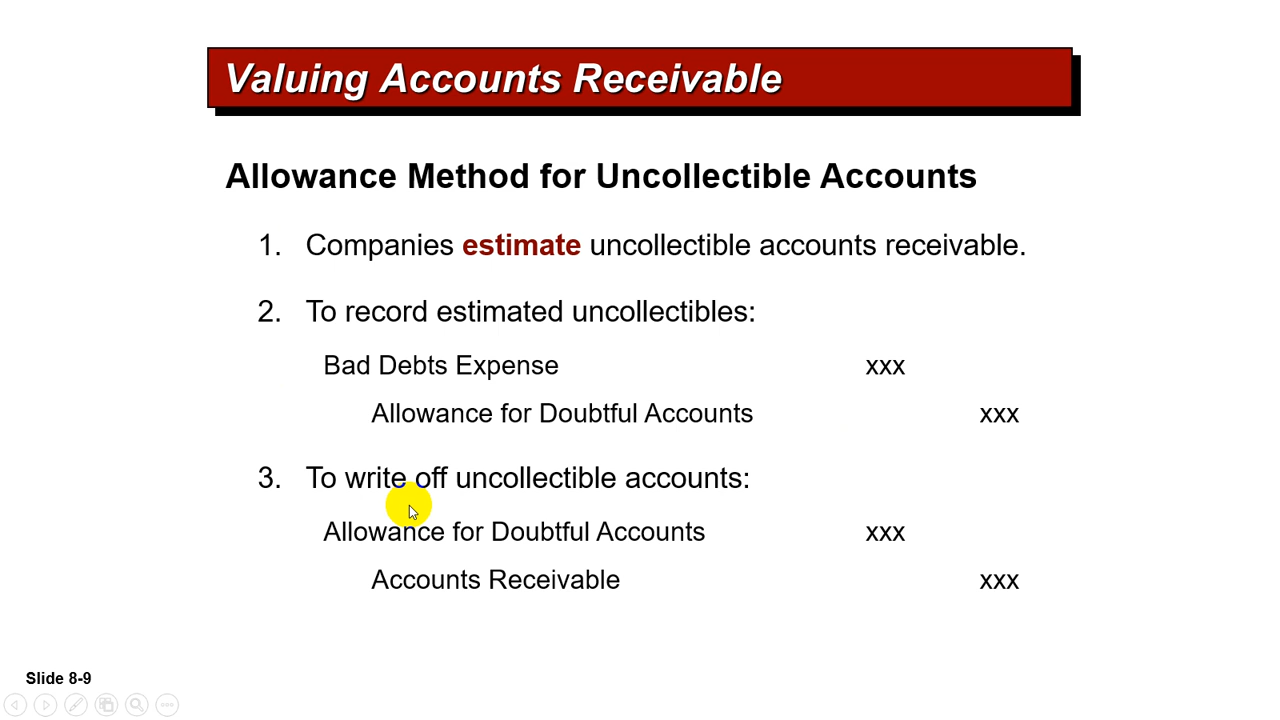 Valuing Accounts Receivable
Allowance Method for Uncollectible Accounts
1. Companies estimate uncollectible accounts receivable.
2. To record estimated uncollectibles:
Bad Debts Expense xxx
Allowance for Doubtful Accounts xxx
3. To write off uncollectible accounts:
Allowance for Doubtful Accounts xxx
Accounts Receivable xxx
Slide 8-9